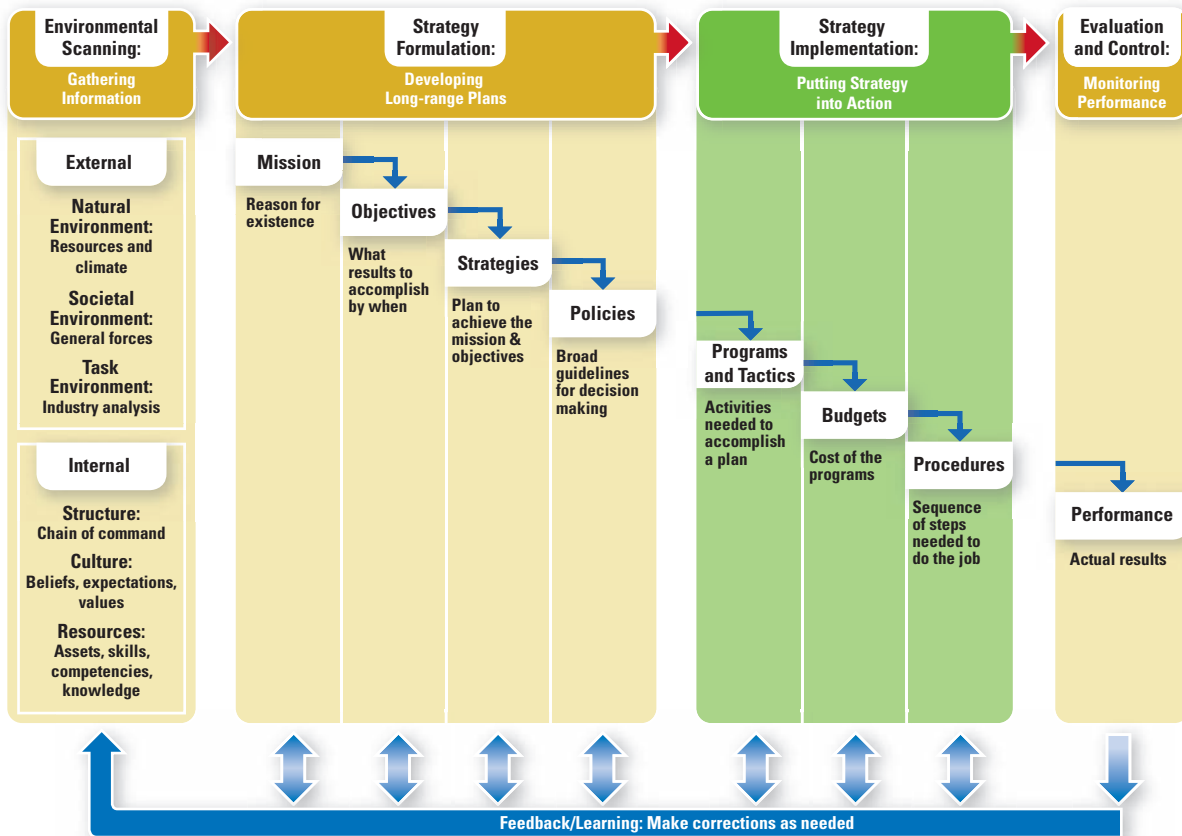 Environmental
Scanning:
Gathering
Information
Strategy
Formulation:
Developing
Long-range Plans
Strategy
Implementation:
Putting Strategy
into Action
Evaluation
and Control:
Monitoring
Performance
External
Natural
Environment:
Resources and
climate
Societal
Environment:
General forces
Task
Environment:
Industry analysis
Internal
Structure:
Chain of command
Culture:
Beliefs, expectations,
values
Resources:
Assets, skills,
competencies,
knowledge
Mission
Reason for
existence
Objectives
What
results to
accomplish
by when
Strategies
Plan to
achieve the
mission &
objectives
Policies
Broad
guidelines
for decision
making
Programs
and Tactics
Activities
needed to
accomplish
a plan
Budgets
Cost of the
programs
Procedures
Sequence
of steps
needed to
do the job
Performance
Actual results
Feedback/Learning: Make corrections as needed